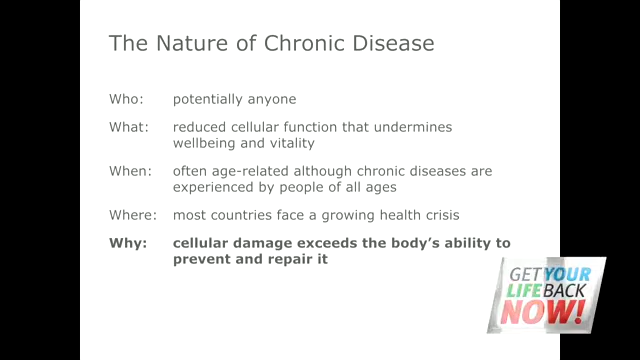 The Nature of Chronic Disease
Who: potentially anyone
What: reduced cellular function that undermines
wellbeing and vitality
When: often age-related although chronic diseases are
experienced by people of all ages
Where: most countries face a growing health crisis
Why: cellular damage exceeds the body’s ability to
prevent and repair it
GET YOUR
LIFE BACK
NOW!